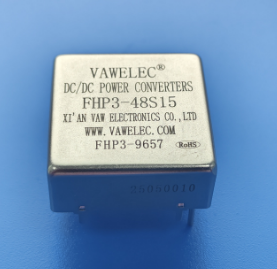 VAWELEC®
DC/DC POWER CONVERTERS
FHP3-48S15
XI'AN VAW ELECTRONICS CO.,LTD
WWW.VAWELEC.COM
FHP3-9657 RoHS